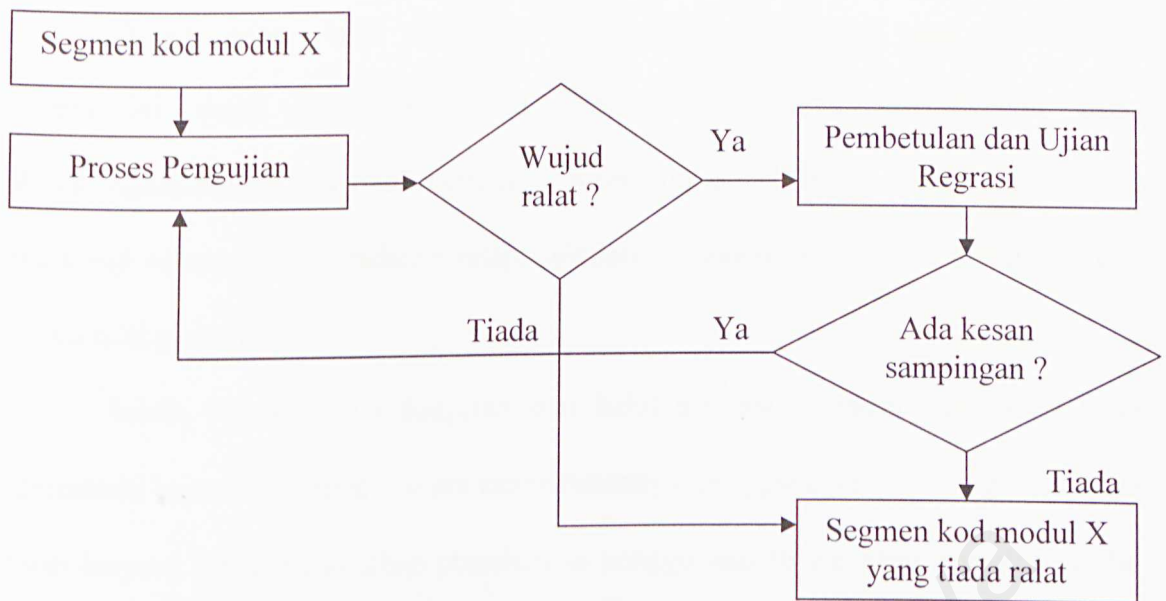 Segmen kod modul X
Proses Pengujian
Wujud
ralat ?
Ya
Pembetulan dan Ujian
Regrasi
Tiada
Ya
Ada kesan
sampingan ?
Tiada
Segmen kod modul X
yang tiada ralat